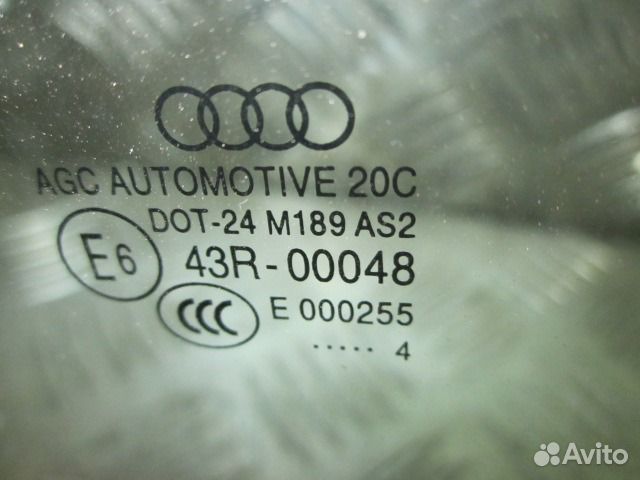 AGC AUTOMOTIVE 20C
DOT-24 M189 AS2
E6 43R-00048
CCC E 000255
..... 4
Avito